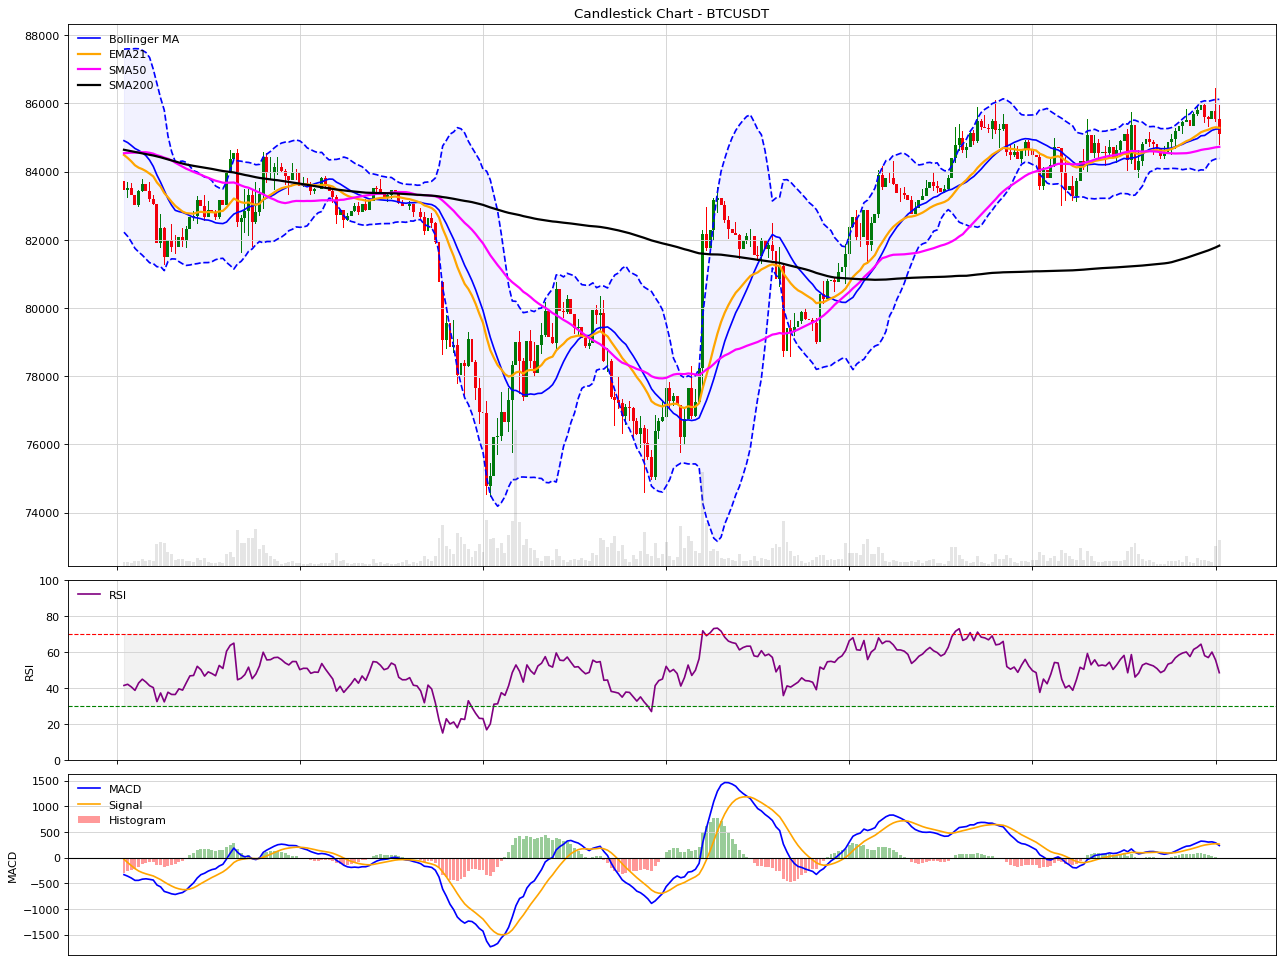 Candlestick Chart - BTCUSDT
88000
86000
84000
82000
80000
78000
76000
74000
Bollinger MA
EMA21
SMA50
SMA200
100
80
60
40
20
0
RSI
RSI
1500
1000
500
0
−500
−1000
−1500
MACD
MACD
Signal
Histogram